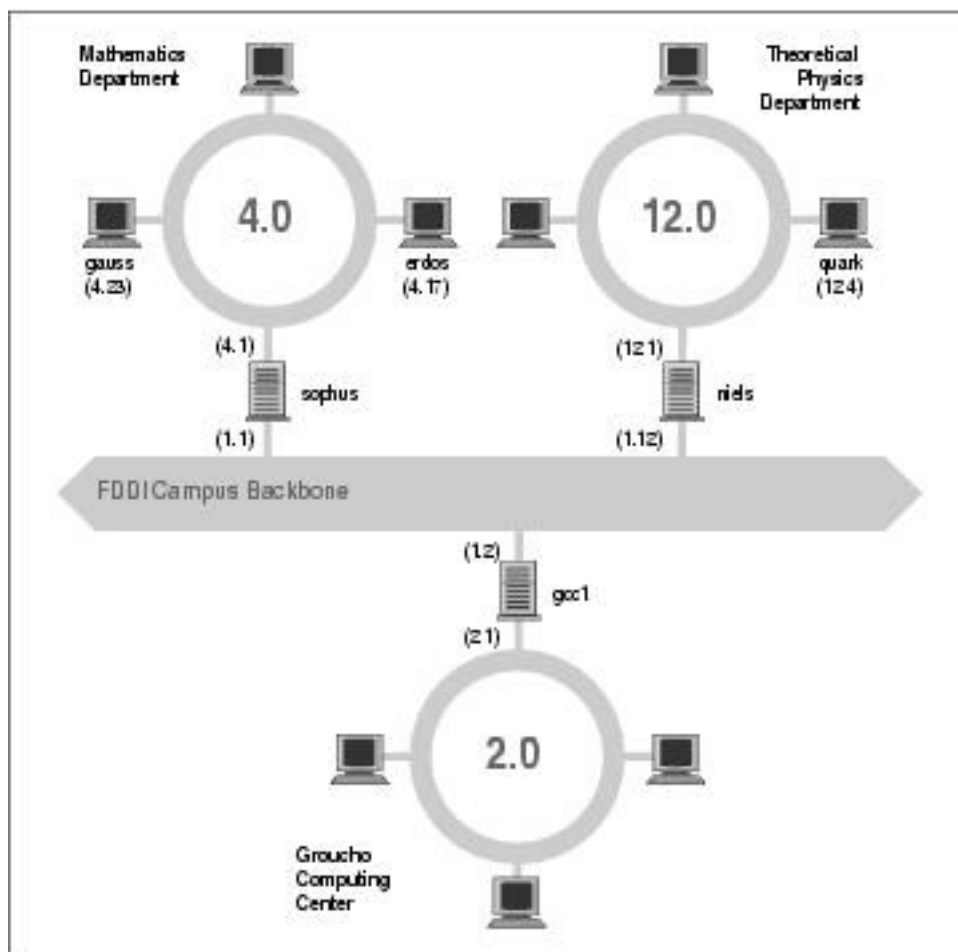 Mathematics
Department
Theoretical
Physics
Department
4.0
12.0
gauss
(4.23)
erdos
(4.17)
quark
(12.4)
(4.1)
(12.1)
sophus
niels
(1.1)
(1.12)
FDDI Campus Backbone
(1.2)
gcc1
(2.1)
2.0
Groucho
Computing
Center